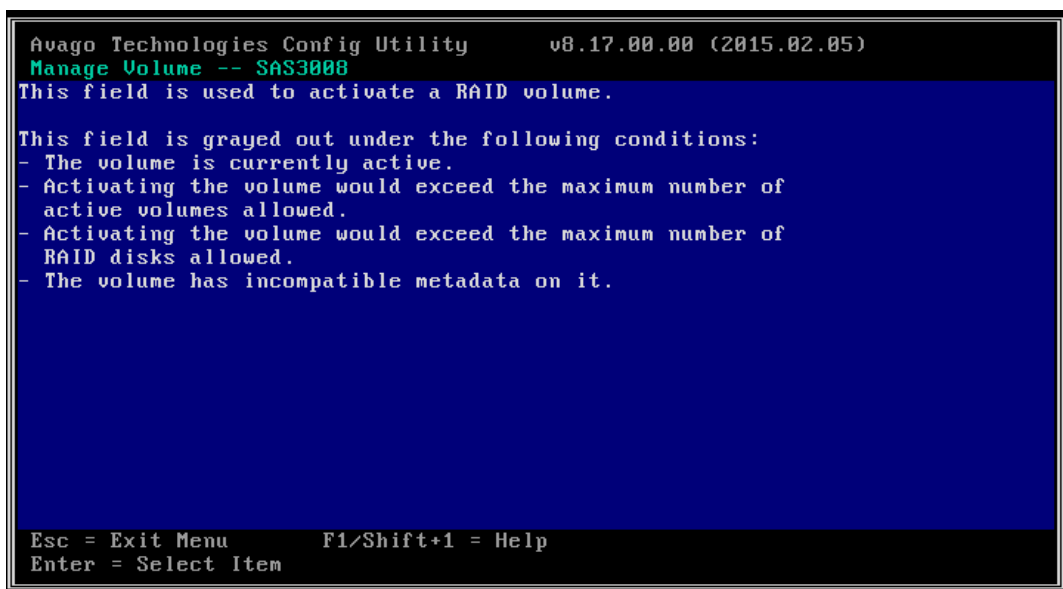 Avago Technologies Config Utility v8.17.00.00 (2015.02.05)
Manage Volume -- SAS3008
This field is used to activate a RAID volume.
This field is grayed out under the following conditions:
- The volume is currently active.
- Activating the volume would exceed the maximum number of
active volumes allowed.
- Activating the volume would exceed the maximum number of
RAID disks allowed.
- The volume has incompatible metadata on it.
Esc = Exit Menu F1/Shift+1 = Help
Enter = Select Item